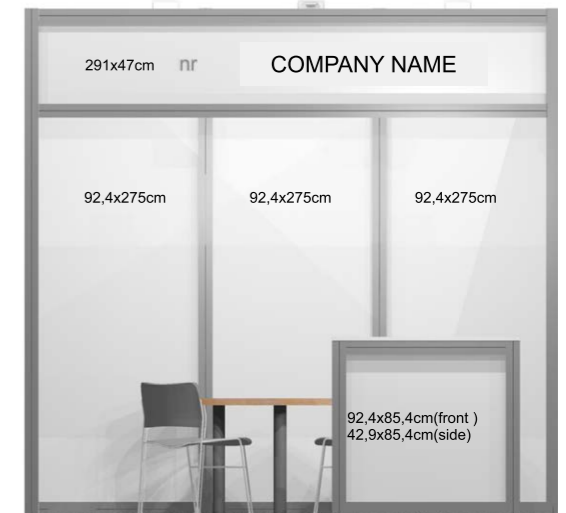 291x47cm nr COMPANY NAME
92,4x275cm 92,4x275cm 92,4x275cm
92,4x85,4cm(front )
42,9x85,4cm(side)